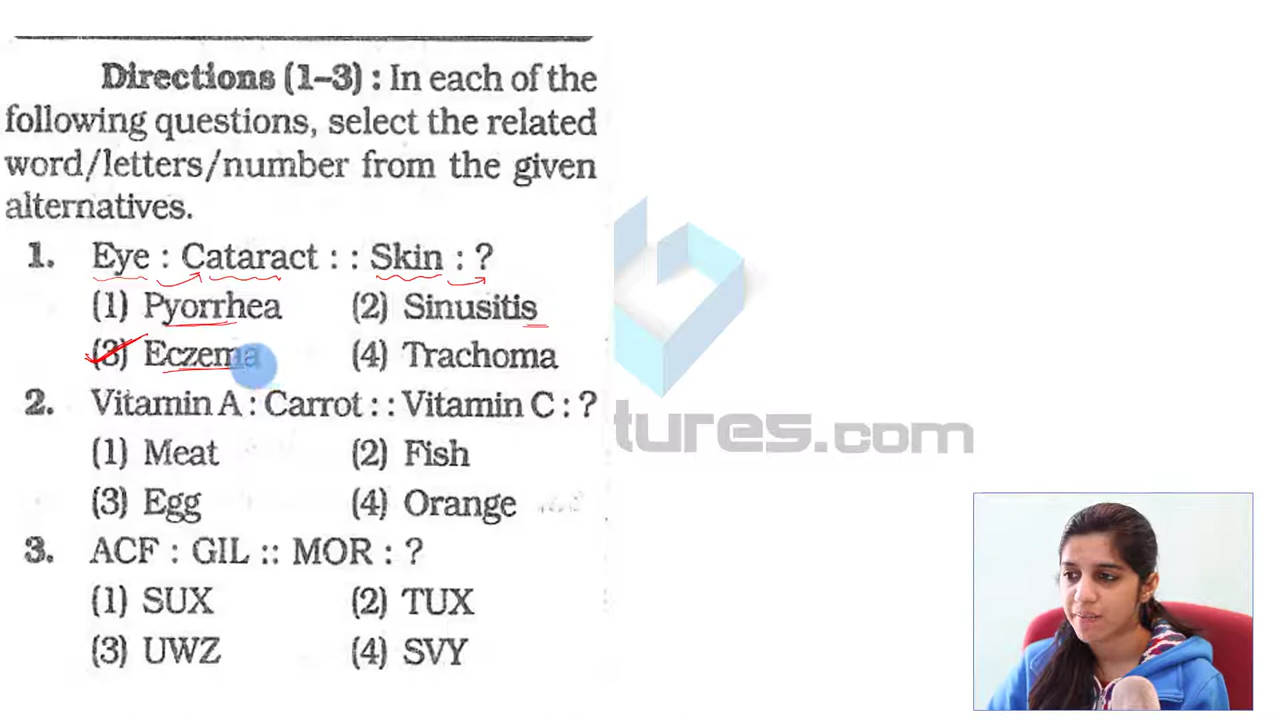 Directions (1–3) : In each of the
following questions, select the related
word/letters/number from the given
alternatives.
1. Eye : Cataract : : Skin : ?
(1) Pyorrhea (2) Sinusitis
(3) Eczema (4) Trachoma
2. Vitamin A : Carrot : : Vitamin C : ?
(1) Meat (2) Fish
(3) Egg (4) Orange
3. ACF : GIL :: MOR : ?
(1) SUX (2) TUX
(3) UWZ (4) SVY
tures.com